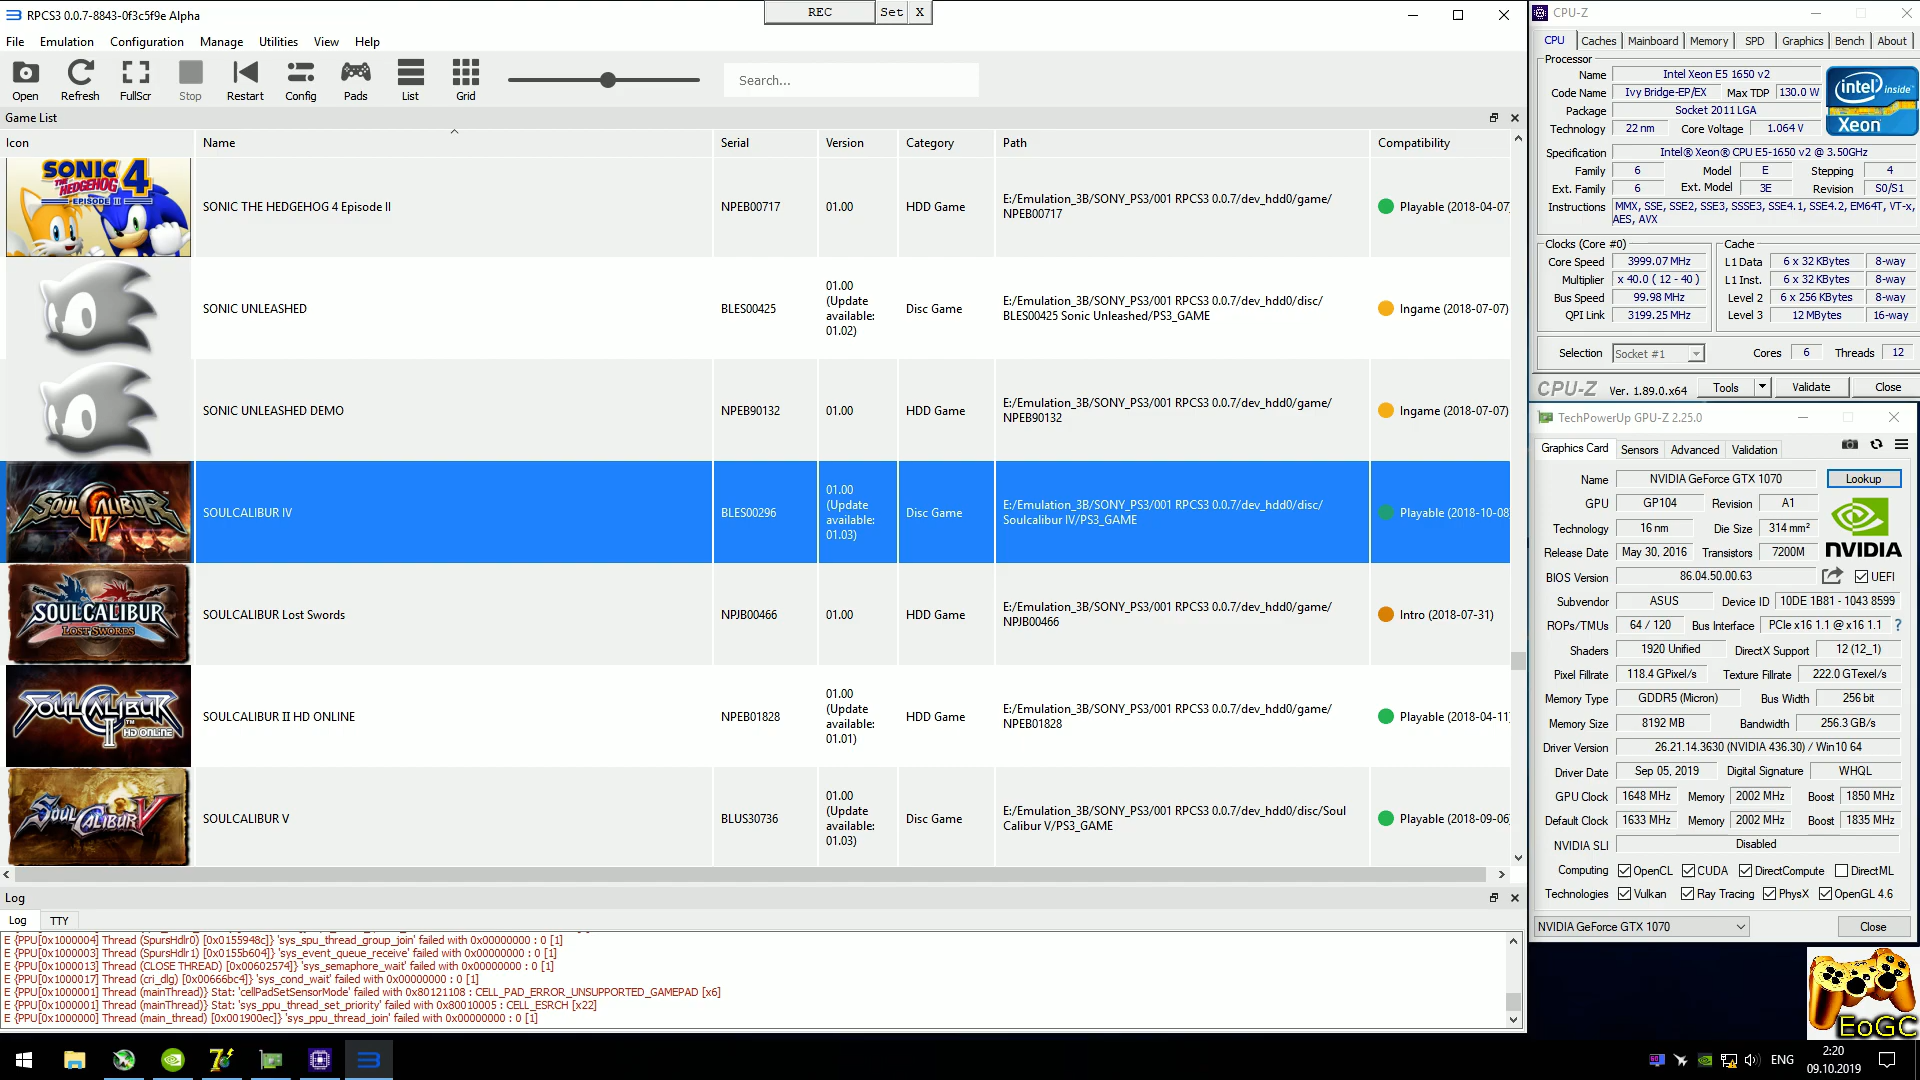 RPCS3 0.0.7-8843-0f3c5f9e Alpha
REC Set X
File Emulation Configuration Manage Utilities View Help
Open Refresh FullScr Stop Restart Config Pads List Grid Search...
Game List
Icon Name Serial Version Category Path Compatibility
SONIC THE HEDGEHOG 4 EPISODE II
SONIC THE HEDGEHOG 4 Episode II NPEB00717 01.00 HDD Game E:/Emulation_3B/SONY_PS3/001 RPCS3 0.0.7/dev_hdd0/game/
NPEB00717
Playable (2018-04-07
SONIC UNLEASHED BLES00425 01.00
(Update
available:
01.02)
Disc Game E:/Emulation_3B/SONY_PS3/001 RPCS3 0.0.7/dev_hdd0/disc/
BLES00425 Sonic Unleashed/PS3_GAME
Ingame (2018-07-07)
SONIC UNLEASHED DEMO NPEB90132 01.00 HDD Game E:/Emulation_3B/SONY_PS3/001 RPCS3 0.0.7/dev_hdd0/game/
NPEB90132
Ingame (2018-07-07)
SOULCALIBUR IV
SOULCALIBUR IV BLES00296 01.00
(Update
available:
01.03)
Disc Game E:/Emulation_3B/SONY_PS3/001 RPCS3 0.0.7/dev_hdd0/disc/
Soulcalibur IV/PS3_GAME
Playable (2018-10-08
SOULCALIBUR
LOST SWORDS
SOULCALIBUR Lost Swords NPJB00466 01.00 HDD Game E:/Emulation_3B/SONY_PS3/001 RPCS3 0.0.7/dev_hdd0/game/
NPJB00466
Intro (2018-07-31)
SOULCALIBUR II HD ONLINE
SOULCALIBUR II HD ONLINE NPEB01828 01.00
(Update
available:
01.01)
HDD Game E:/Emulation_3B/SONY_PS3/001 RPCS3 0.0.7/dev_hdd0/game/
NPEB01828
Playable (2018-04-11
SOULCALIBUR V
SOULCALIBUR V BLUS30736 01.00
(Update
available:
01.03)
Disc Game E:/Emulation_3B/SONY_PS3/001 RPCS3 0.0.7/dev_hdd0/disc/Soul
Calibur V/PS3_GAME
Playable (2018-09-06
Log
Log TTY
E {PPU[0x1000004] Thread (SpursHdlr0) [0x0155948c]} 'sys_spu_thread_group_join' failed with 0x00000000 : 0 [1]
E {PPU[0x1000003] Thread (SpursHdlr1) [0x0155b604]} 'sys_event_queue_receive' failed with 0x00000000 : 0 [1]
E {PPU[0x1000013] Thread (CLOSE THREAD) [0x00602574]} 'sys_semaphore_wait' failed with 0x00000000 : 0 [1]
E {PPU[0x1000017] Thread (cri_dlg) [0x00666bc4]} 'sys_cond_wait' failed with 0x00000000 : 0 [1]
E {PPU[0x1000001] Thread (mainThread)} Stat: 'cellPadSetSensorMode' failed with 0x80121108 : CELL_PAD_ERROR_UNSUPPORTED_GAMEPAD [x6]
E {PPU[0x1000001] Thread (mainThread)} Stat: 'sys_ppu_thread_set_priority' failed with 0x80010005 : CELL_ESRCH [x22]
E {PPU[0x1000000] Thread (main_thread) [0x001900ec]} 'sys_ppu_thread_join' failed with 0x00000000 : 0 [1]
CPU-Z
CPU Caches Mainboard Memory SPD Graphics Bench About
Processor
Name Intel Xeon E5 1650 v2
Code Name Ivy Bridge-EP/EX Max TDP 130.0 W
Package Socket 2011 LGA
Technology 22 nm Core Voltage 1.064 V
intel inside Xeon
Specification Intel® Xeon® CPU E5-1650 v2 @ 3.50GHz
Family 6 Model E Stepping 4
Ext. Family 6 Ext. Model 3E Revision S0/S1
Instructions MMX, SSE, SSE2, SSE3, SSSE3, SSE4.1, SSE4.2, EM64T, VT-x,
AES, AVX
Clocks (Core #0) Cache
Core Speed 3999.07 MHz L1 Data 6 x 32 KBytes 8-way
Multiplier x 40.0 ( 12 - 40 ) L1 Inst. 6 x 32 KBytes 8-way
Bus Speed 99.98 MHz Level 2 6 x 256 KBytes 8-way
QPI Link 3199.25 MHz Level 3 12 MBytes 16-way
Selection Socket #1 Cores 6 Threads 12
CPU-Z Ver. 1.89.0.x64 Tools Validate Close
TechPowerUp GPU-Z 2.25.0
Graphics Card Sensors Advanced Validation
Name NVIDIA GeForce GTX 1070 Lookup
GPU GP104 Revision A1
Technology 16 nm Die Size 314 mm²
Release Date May 30, 2016 Transistors 7200M
NVIDIA
BIOS Version 86.04.50.00.63 UEFI
Subvendor ASUS Device ID 10DE 1B81 - 1043 8599
ROPs/TMUs 64 / 120 Bus Interface PCIe x16 1.1 @ x16 1.1 ?
Shaders 1920 Unified DirectX Support 12 (12_1)
Pixel Fillrate 118.4 GPixel/s Texture Fillrate 222.0 GTexel/s
Memory Type GDDR5 (Micron) Bus Width 256 bit
Memory Size 8192 MB Bandwidth 256.3 GB/s
Driver Version 26.21.14.3630 (NVIDIA 436.30) / Win10 64
Driver Date Sep 05, 2019 Digital Signature WHQL
GPU Clock 1648 MHz Memory 2002 MHz Boost 1850 MHz
Default Clock 1633 MHz Memory 2002 MHz Boost 1835 MHz
NVIDIA SLI Disabled
Computing OpenCL CUDA DirectCompute DirectML
Technologies Vulkan Ray Tracing PhysX OpenGL 4.6
NVIDIA GeForce GTX 1070 Close
EoGC
ENG 2:20
09.10.2019